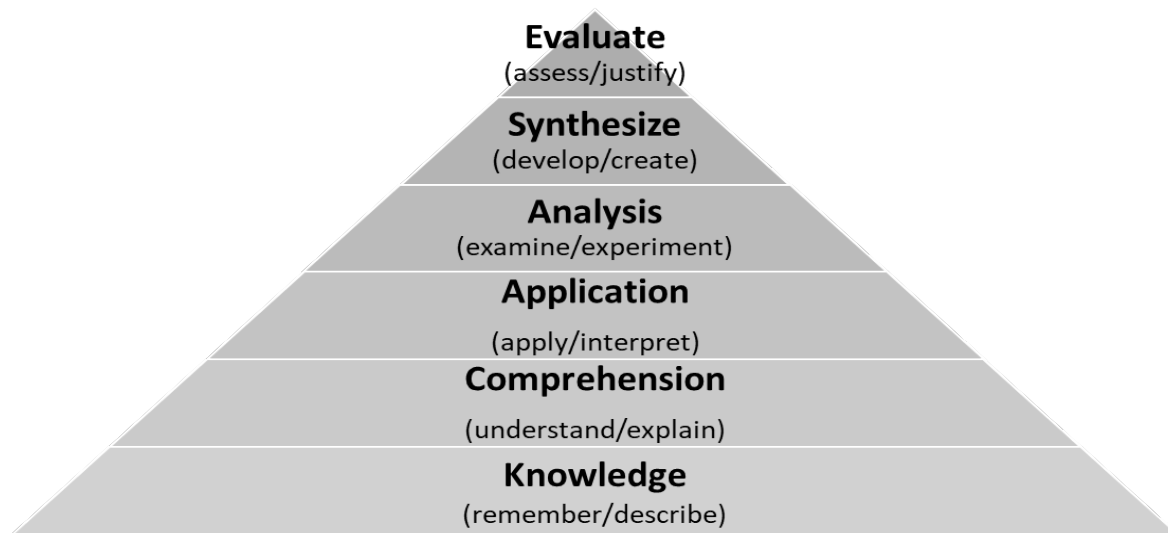 Evaluate
(assess/justify)
Synthesize
(develop/create)
Analysis
(examine/experiment)
Application
(apply/interpret)
Comprehension
(understand/explain)
Knowledge
(remember/describe)